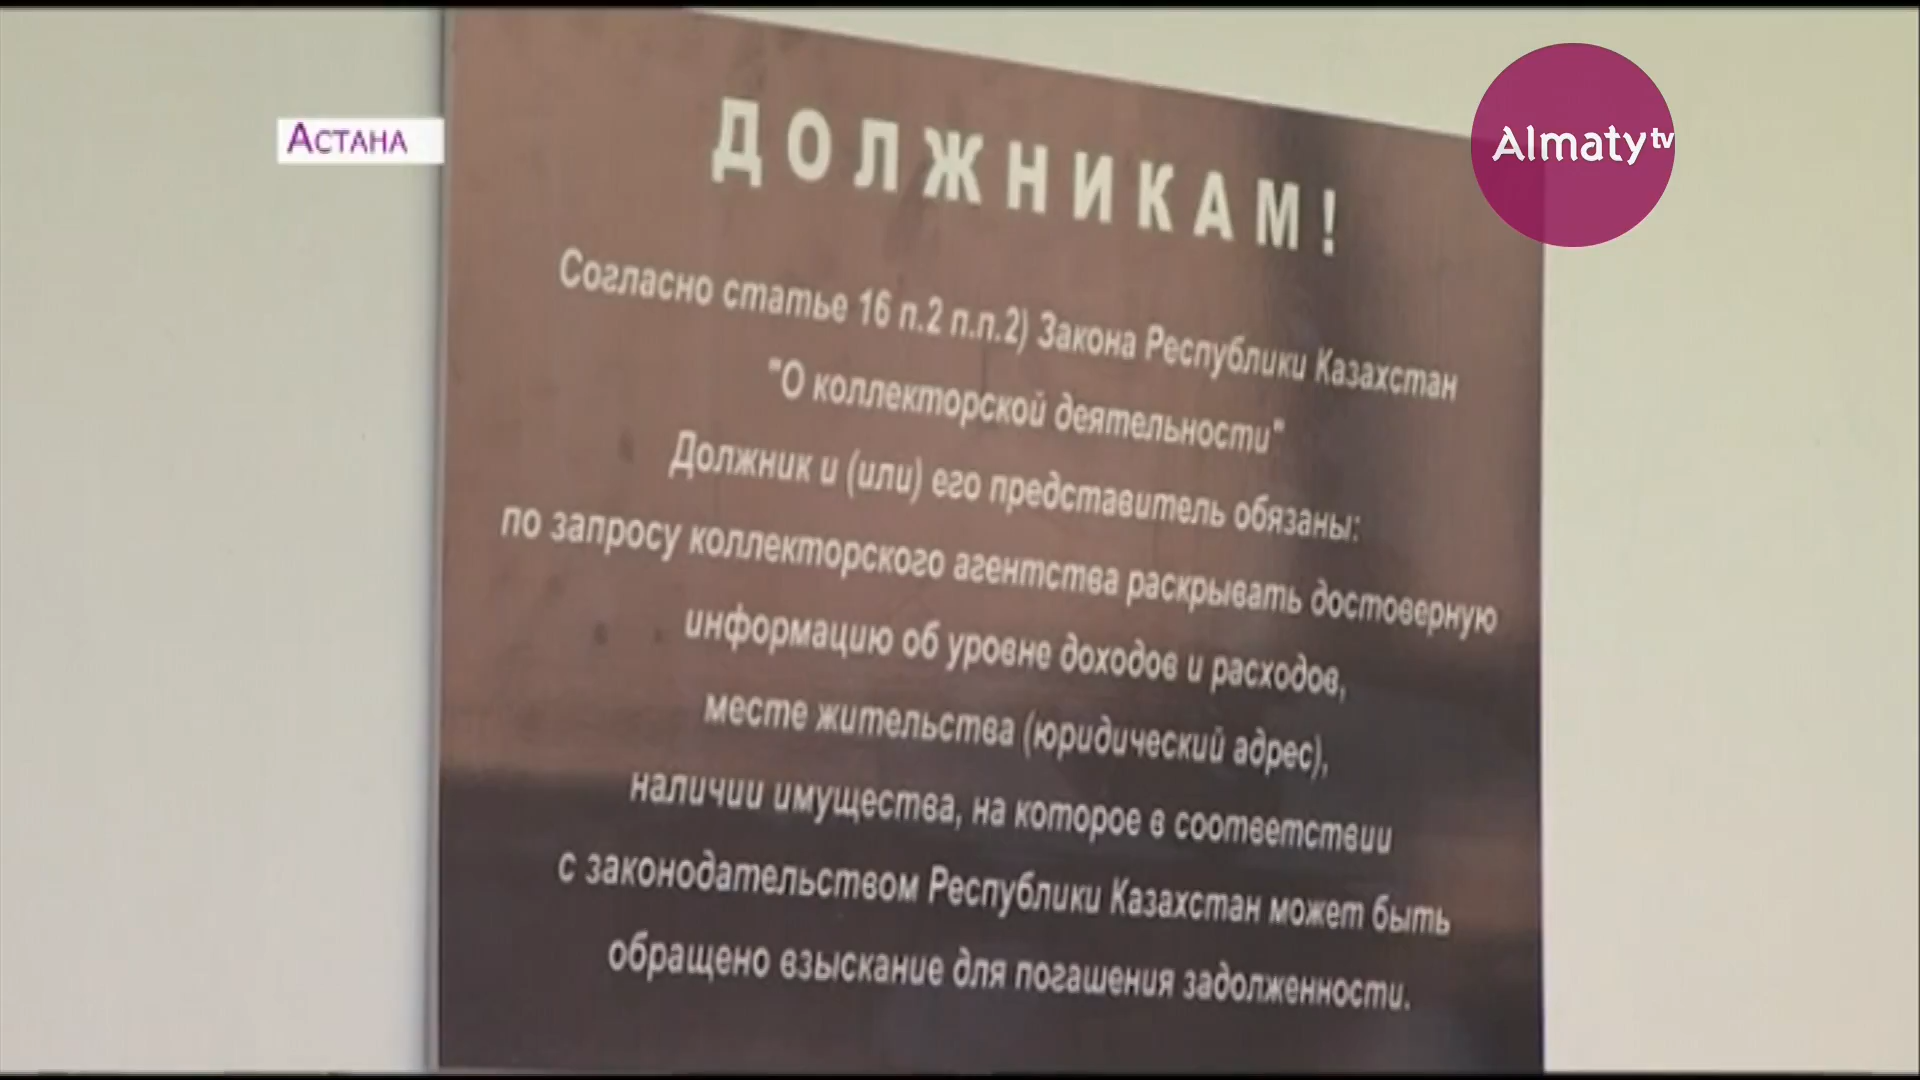 Астана
Almaty tv
ДОЛЖНИКАМ!
Согласно статье 16 п.2 п.п.2) Закона Республики Казахстан
"О коллекторской деятельности"
Должник и (или) его представитель обязаны:
по запросу коллекторского агентства раскрывать достоверную
информацию об уровне доходов и расходов,
месте жительства (юридический адрес),
наличии имущества, на которое в соответствии
с законодательством Республики Казахстан может быть
обращено взыскание для погашения задолженности.